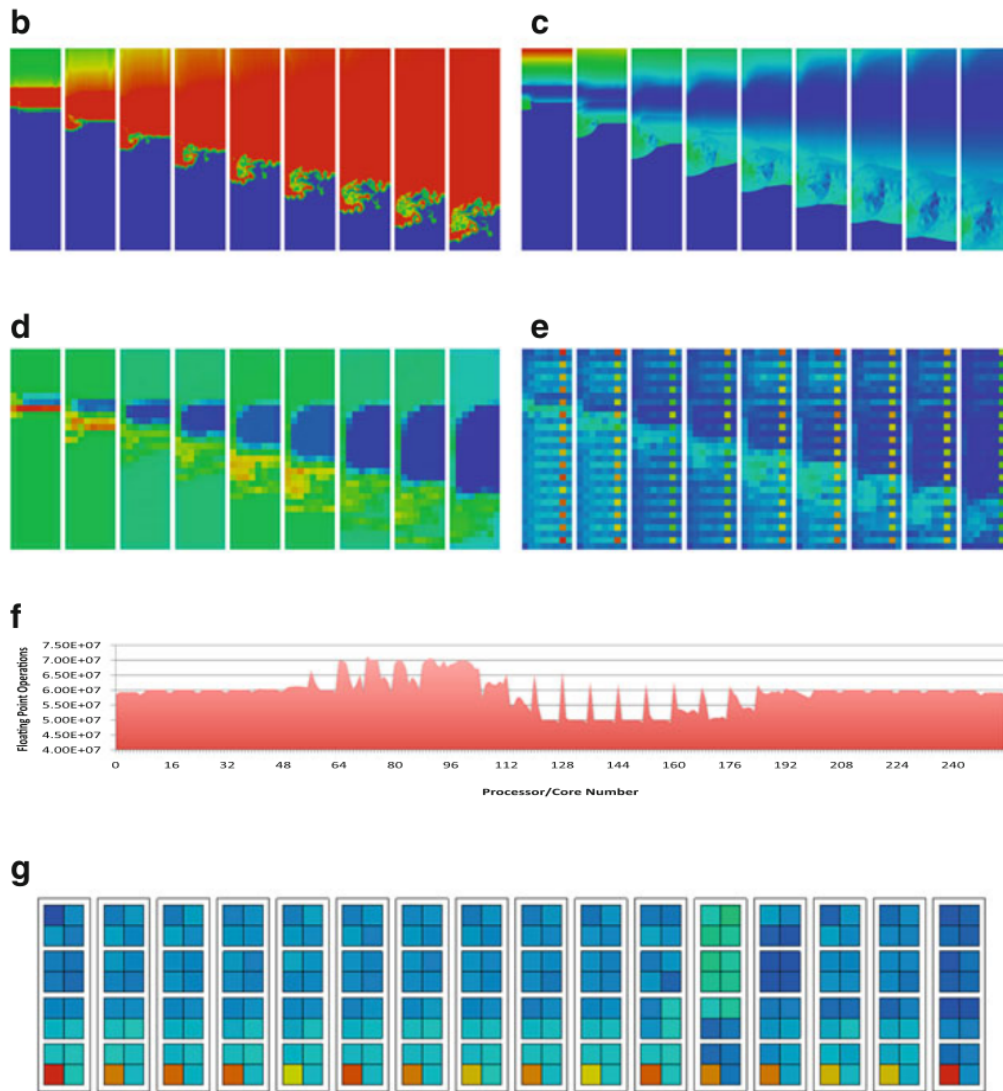 b
c
d
e
f
Floating Point Operations
7.50E+07
7.00E+07
6.50E+07
6.00E+07
5.50E+07
5.00E+07
4.50E+07
4.00E+07
0 16 32 48 64 80 96 112 128 144 160 176 192 208 224 240
Processor/Core Number
g